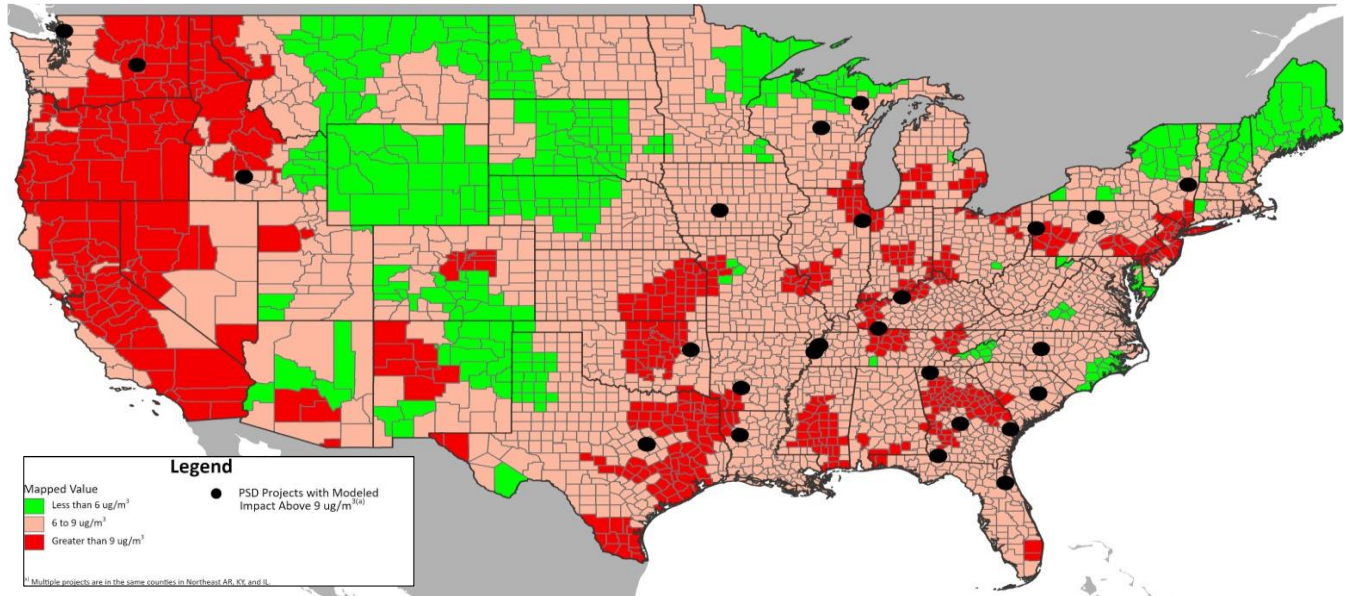 Legend
Mapped Value
Less than 6 ug/m³
6 to 9 ug/m³
Greater than 9 ug/m³
PSD Projects with Modeled
Impact Above 9 ug/m³⁽ᵃ⁾
ᵃ⁾ Multiple projects are in the same counties in Northeast AR, KY, and IL.